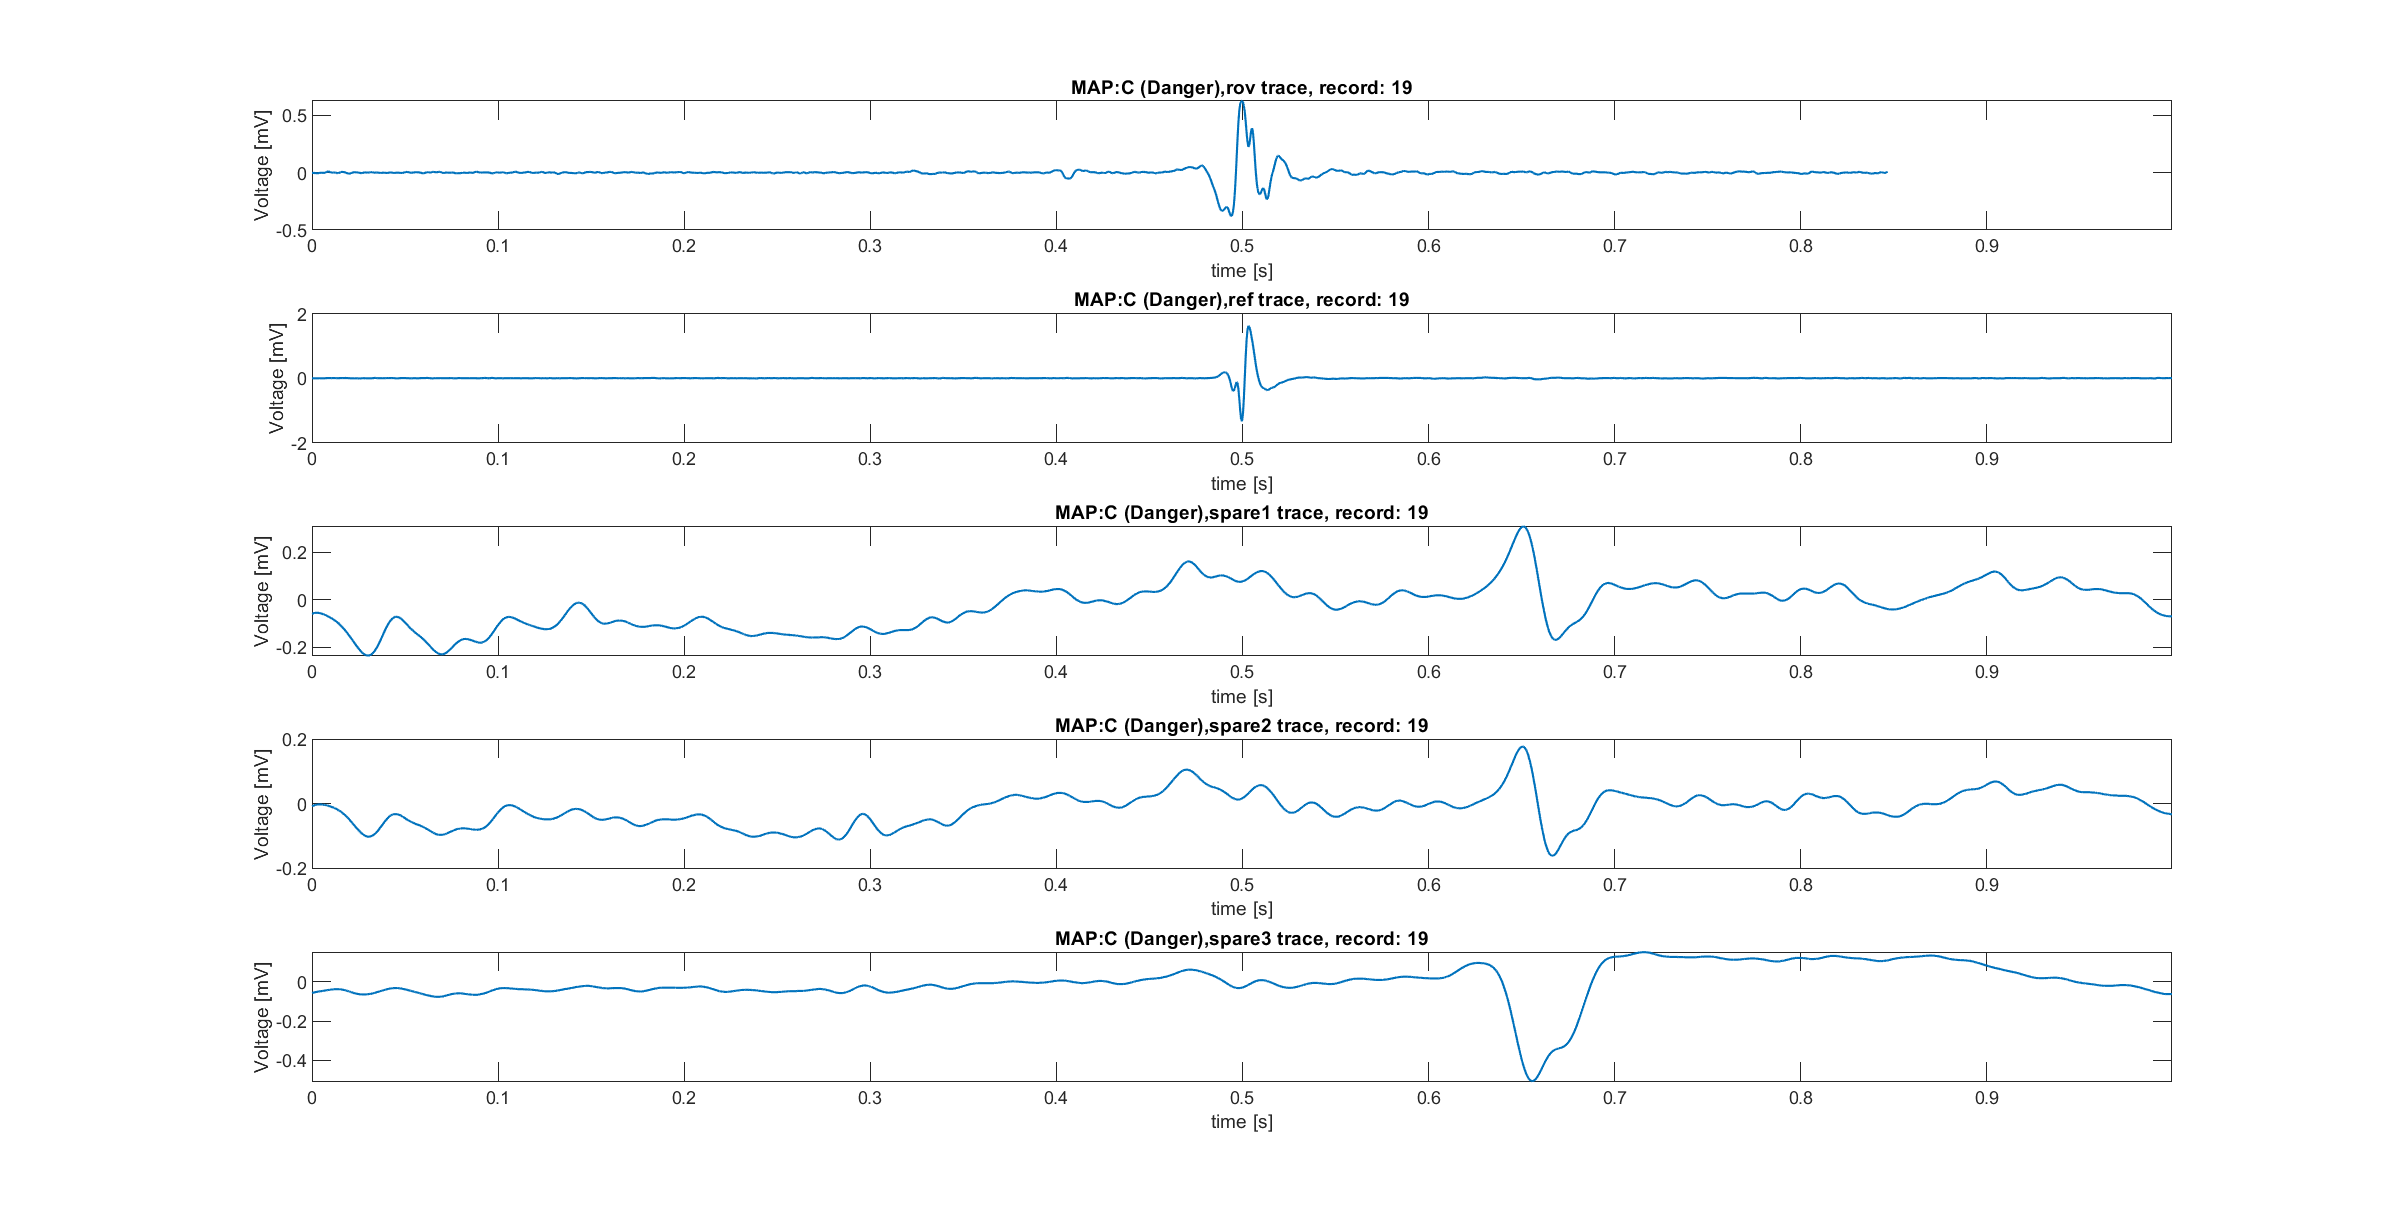 MAP:C (Danger),rov trace, record: 19
Voltage [mV]
0.5
0
-0.5
0 0.1 0.2 0.3 0.4 0.5 0.6 0.7 0.8 0.9
time [s]
MAP:C (Danger),ref trace, record: 19
Voltage [mV]
2
0
-2
0 0.1 0.2 0.3 0.4 0.5 0.6 0.7 0.8 0.9
time [s]
MAP:C (Danger),spare1 trace, record: 19
Voltage [mV]
0.2
0
-0.2
0 0.1 0.2 0.3 0.4 0.5 0.6 0.7 0.8 0.9
time [s]
MAP:C (Danger),spare2 trace, record: 19
Voltage [mV]
0.2
0
-0.2
0 0.1 0.2 0.3 0.4 0.5 0.6 0.7 0.8 0.9
time [s]
MAP:C (Danger),spare3 trace, record: 19
Voltage [mV]
0
-0.2
-0.4
0 0.1 0.2 0.3 0.4 0.5 0.6 0.7 0.8 0.9
time [s]